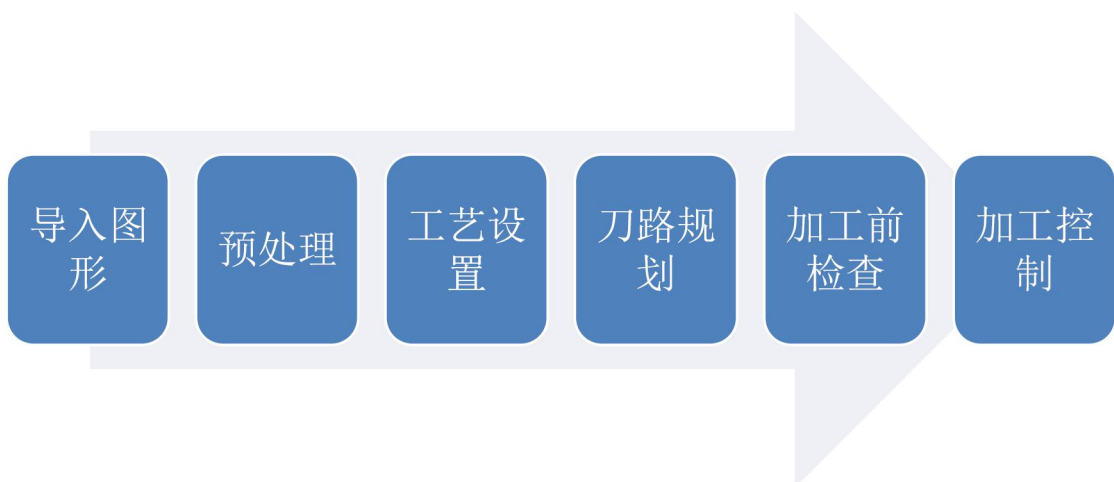 导入图
形
预处理
工艺设
置
刀路规
划
加工前
检查
加工控
制